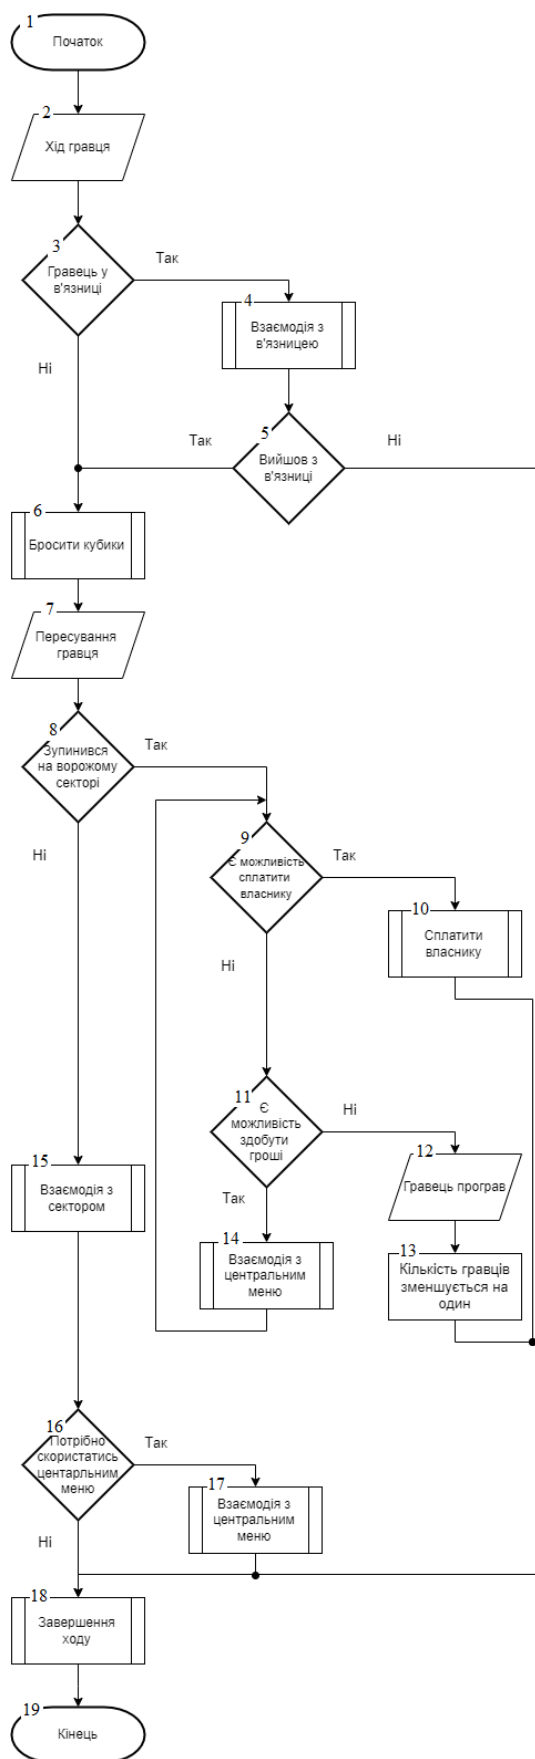 1
Початок
2
Хід гравця
3
Гравець у
в'язниці
Так
Ні
4
Взаємодія з
в'язницею
5
Вийшов з
в'язниці
Так
Ні
6
Бросити кубики
7
Пересування
гравця
8
Зупинився
на ворожому
секторі
Так
Ні
9
Є можливість
сплатити
власнику
Так
Ні
10
Сплатити
власнику
11
Є
можливість
здобути
гроші
Ні
Так
12
Гравець програв
13
Кількість гравців
зменшується на
один
14
Взаємодія з
центральним
меню
15
Взаємодія з
сектором
16
Потрібно
скористатись
центарльним
меню
Так
Ні
17
Взаємодія з
центральним
меню
18
Завершення
ходу
19
Кінець